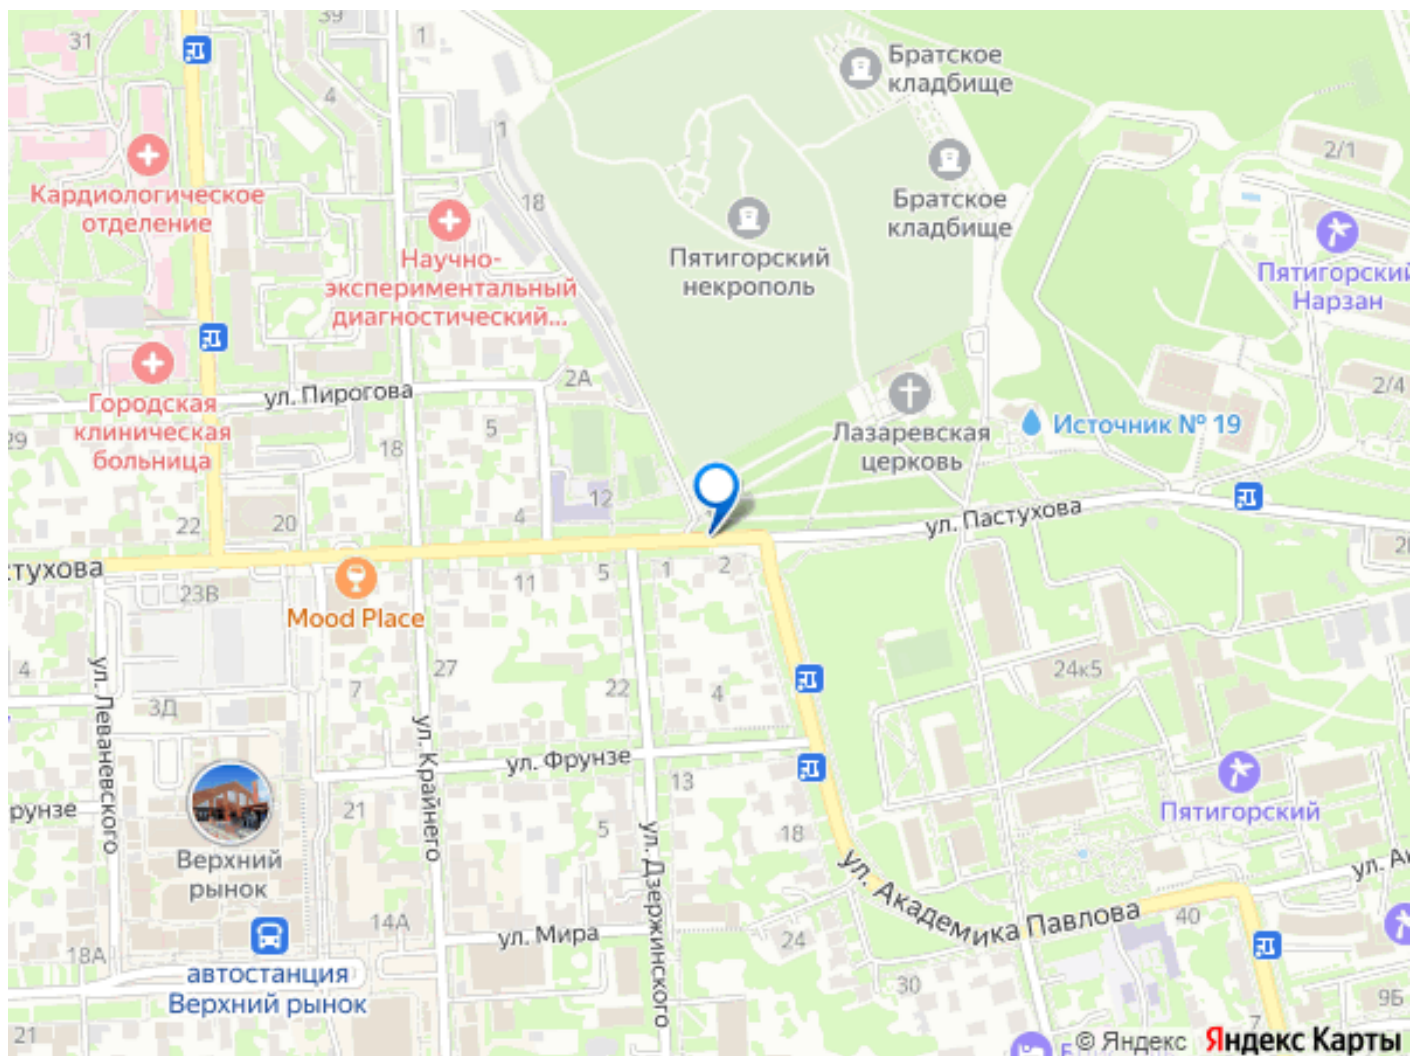 31
39
1
Братское
кладбище
4
1
2/1
Кардиологическое
отделение
18
Братское
кладбище
Научно-
экспериментальный
диагностический...
Пятигорский
некрополь
Пятигорский
Нарзан
2А
2/4
ул. Пирогова
Городская
клиническая
больница
29
18
5
Лазаревская
церковь
Источник № 19
12
22
20
4
ул. Пастухова
стухова
23В
Mood Place
11
5
1
2
4
ул. Леваневского
27
7
22
4
24к5
3Д
ул. Крайнего
ул. Фрунзе
13
рунзе
21
5
18
Пятигорский
Верхний
рынок
ул. Дзержинского
ул. Академика Павлова
14А
ул. Мира
24
40
18А
автостанция
Верхний рынок
30
9Б
7
21
© Яндекс
Яндекс Карты